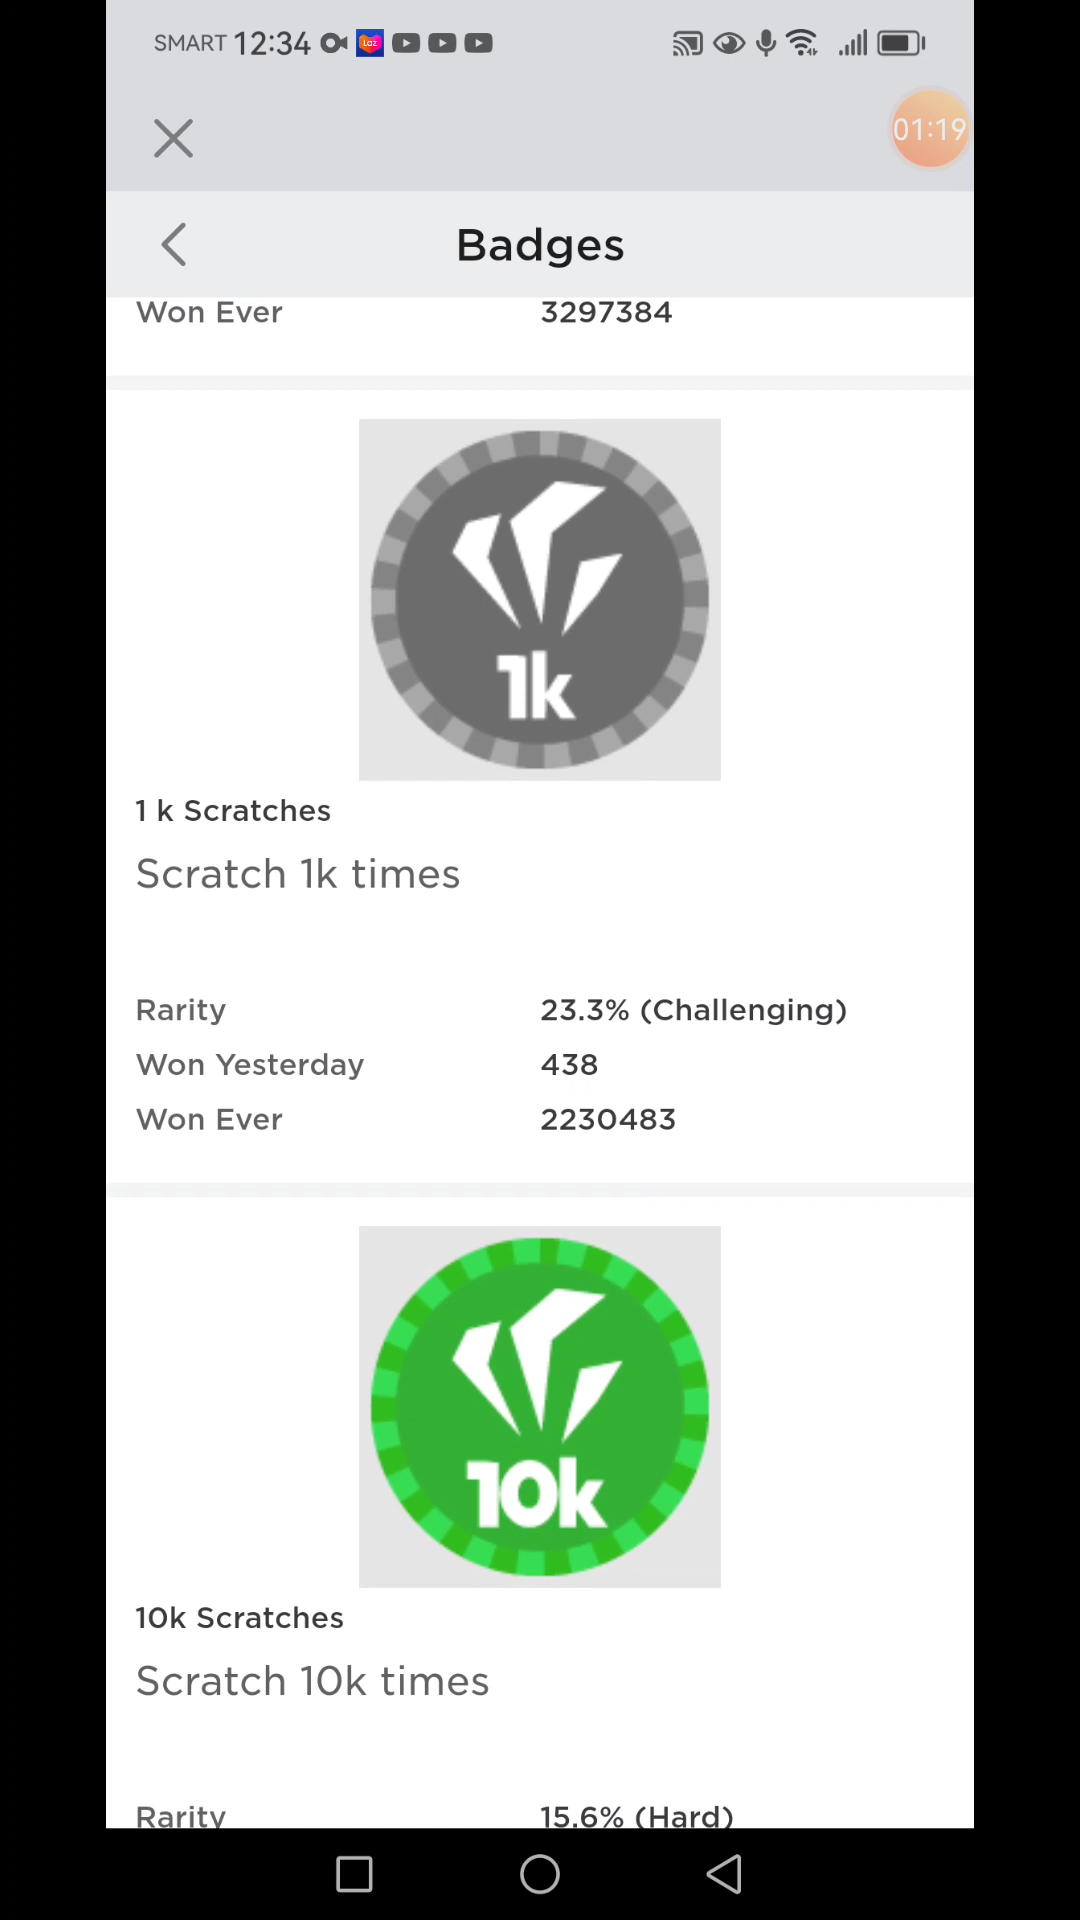 SMART 12:34
Laz
01:19
Badges
Won Ever 3297384
1k
1 k Scratches
Scratch 1k times
Rarity 23.3% (Challenging)
Won Yesterday 438
Won Ever 2230483
10k
10k Scratches
Scratch 10k times
Rarity 15.6% (Hard)